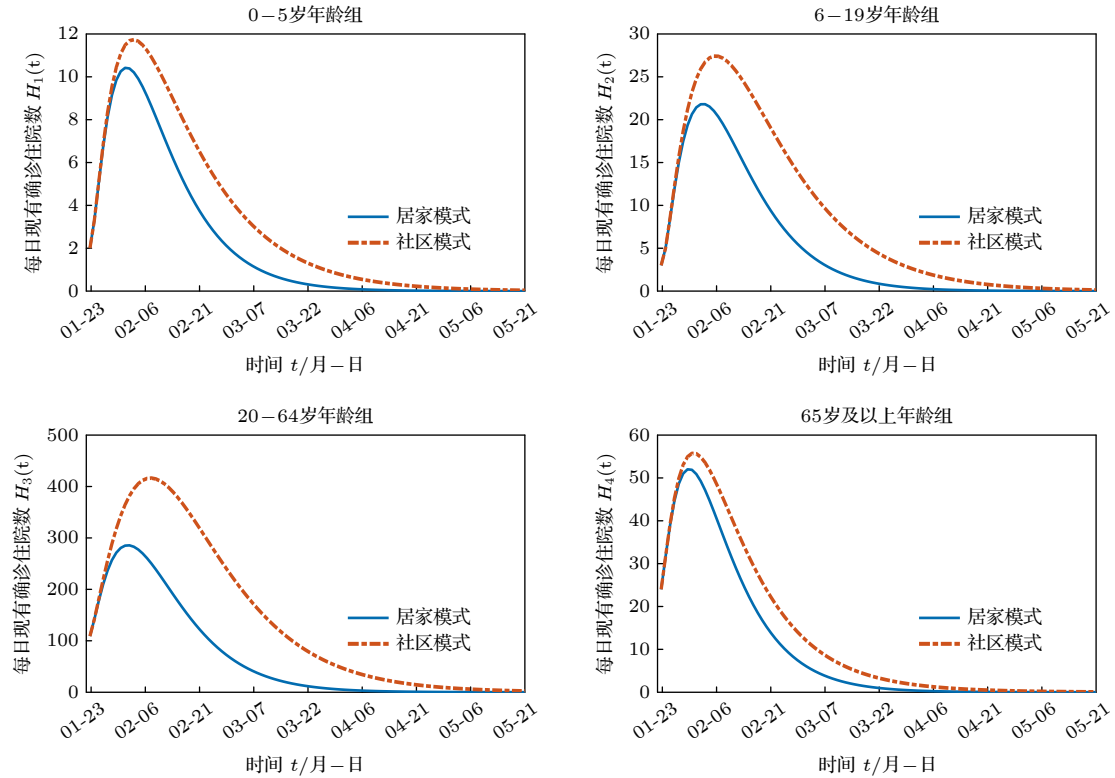 0−5岁年龄组
每日现有确诊住院数 H₁(t)
12
10
8
6
4
2
0
居家模式
社区模式
01-23 02-06 02-21 03-07 03-22 04-06 04-21 05-06 05-21
时间 t/月−日
6−19岁年龄组
每日现有确诊住院数 H₂(t)
30
25
20
15
10
5
0
居家模式
社区模式
01-23 02-06 02-21 03-07 03-22 04-06 04-21 05-06 05-21
时间 t/月−日
20−64岁年龄组
每日现有确诊住院数 H₃(t)
500
400
300
200
100
0
居家模式
社区模式
01-23 02-06 02-21 03-07 03-22 04-06 04-21 05-06 05-21
时间 t/月−日
65岁及以上年龄组
每日现有确诊住院数 H₄(t)
60
50
40
30
20
10
0
居家模式
社区模式
01-23 02-06 02-21 03-07 03-22 04-06 04-21 05-06 05-21
时间 t/月−日